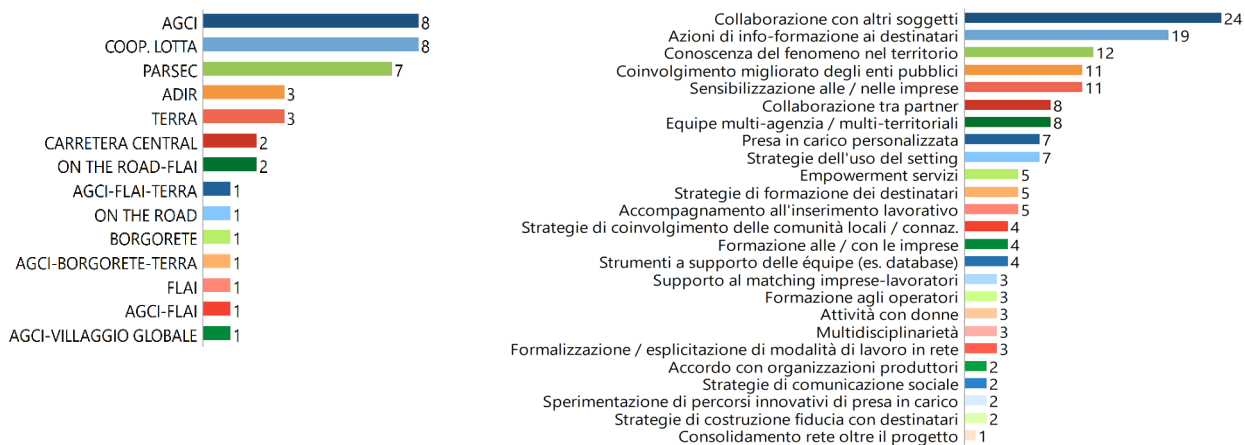 AGCI 8
COOP. LOTTA 8
PARSEC 7
ADIR 3
TERRA 3
CARRETERA CENTRAL 2
ON THE ROAD-FLAI 2
AGCI-FLAI-TERRA 1
ON THE ROAD 1
BORGORETE 1
AGCI-BORGORETE-TERRA 1
FLAI 1
AGCI-FLAI 1
AGCI-VILLAGGIO GLOBALE 1
Collaborazione con altri soggetti 24
Azioni di info-formazione ai destinatari 19
Conoscenza del fenomeno nel territorio 12
Coinvolgimento migliorato degli enti pubblici 11
Sensibilizzazione alle / nelle imprese 11
Collaborazione tra partner 8
Equipe multi-agenzia / multi-territoriali 8
Presa in carico personalizzata 7
Strategie dell'uso del setting 7
Empowerment servizi 5
Strategie di formazione dei destinatari 5
Accompagnamento all'inserimento lavorativo 5
Strategie di coinvolgimento delle comunità locali / connaz. 4
Formazione alle / con le imprese 4
Strumenti a supporto delle équipe (es. database) 4
Supporto al matching imprese-lavoratori 3
Formazione agli operatori 3
Attività con donne 3
Multidisciplinarietà 3
Formalizzazione / esplicitazione di modalità di lavoro in rete 3
Accordo con organizzazioni produttori 2
Strategie di comunicazione sociale 2
Sperimentazione di percorsi innovativi di presa in carico 2
Strategie di costruzione fiducia con destinatari 2
Consolidamento rete oltre il progetto 1